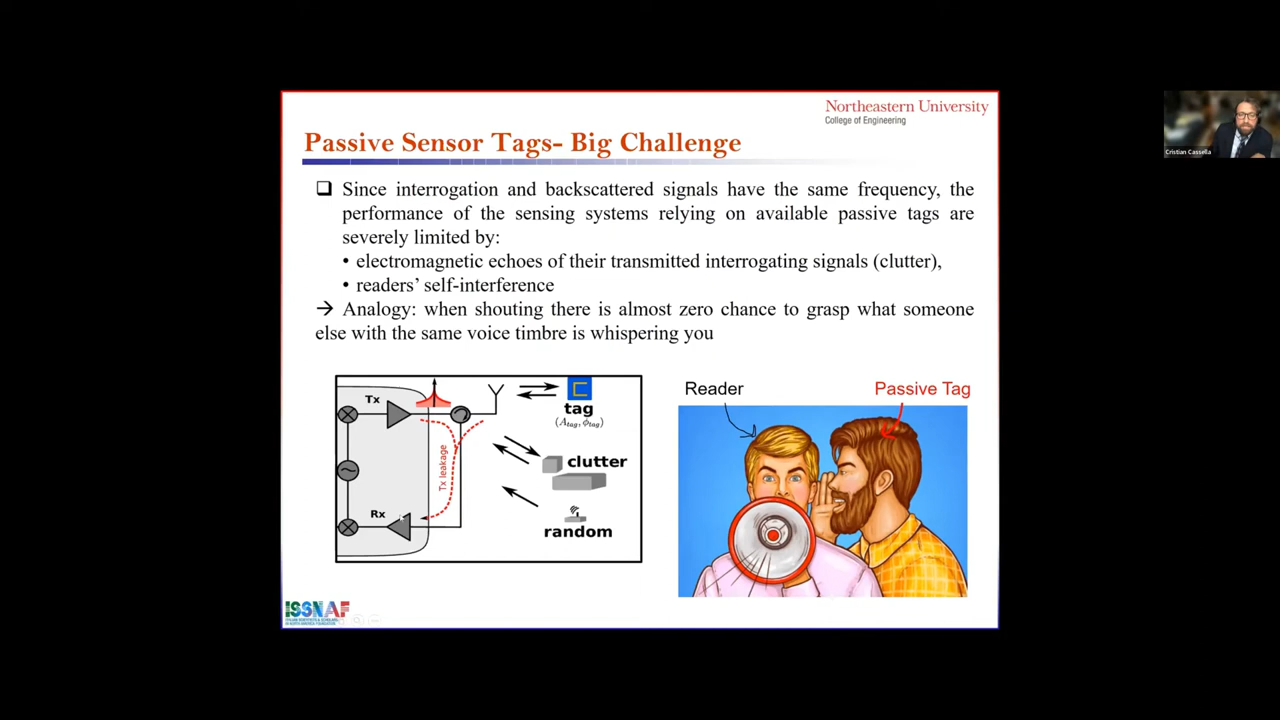 Northeastern University
College of Engineering
Passive Sensor Tags- Big Challenge
Since interrogation and backscattered signals have the same frequency, the
performance of the sensing systems relying on available passive tags are
severely limited by:
• electromagnetic echoes of their transmitted interrogating signals (clutter),
• readers' self-interference
→ Analogy: when shouting there is almost zero chance to grasp what someone
else with the same voice timbre is whispering you
Tx
Tx leakage
Rx
tag
(A_tag, ϕ_tag)
clutter
random
Reader
Passive Tag
ISSNAF
Cristian Cassella